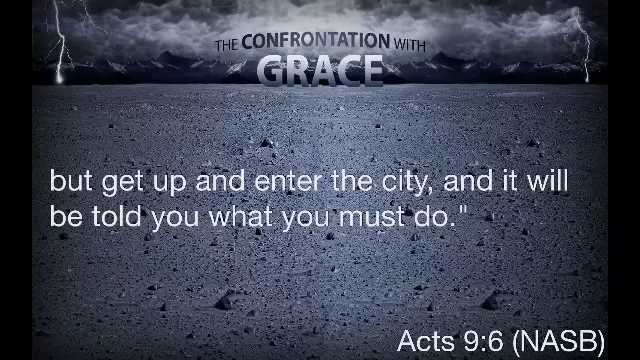 THE CONFRONTATION WITH
GRACE
but get up and enter the city, and it will
be told you what you must do."
Acts 9:6 (NASB)